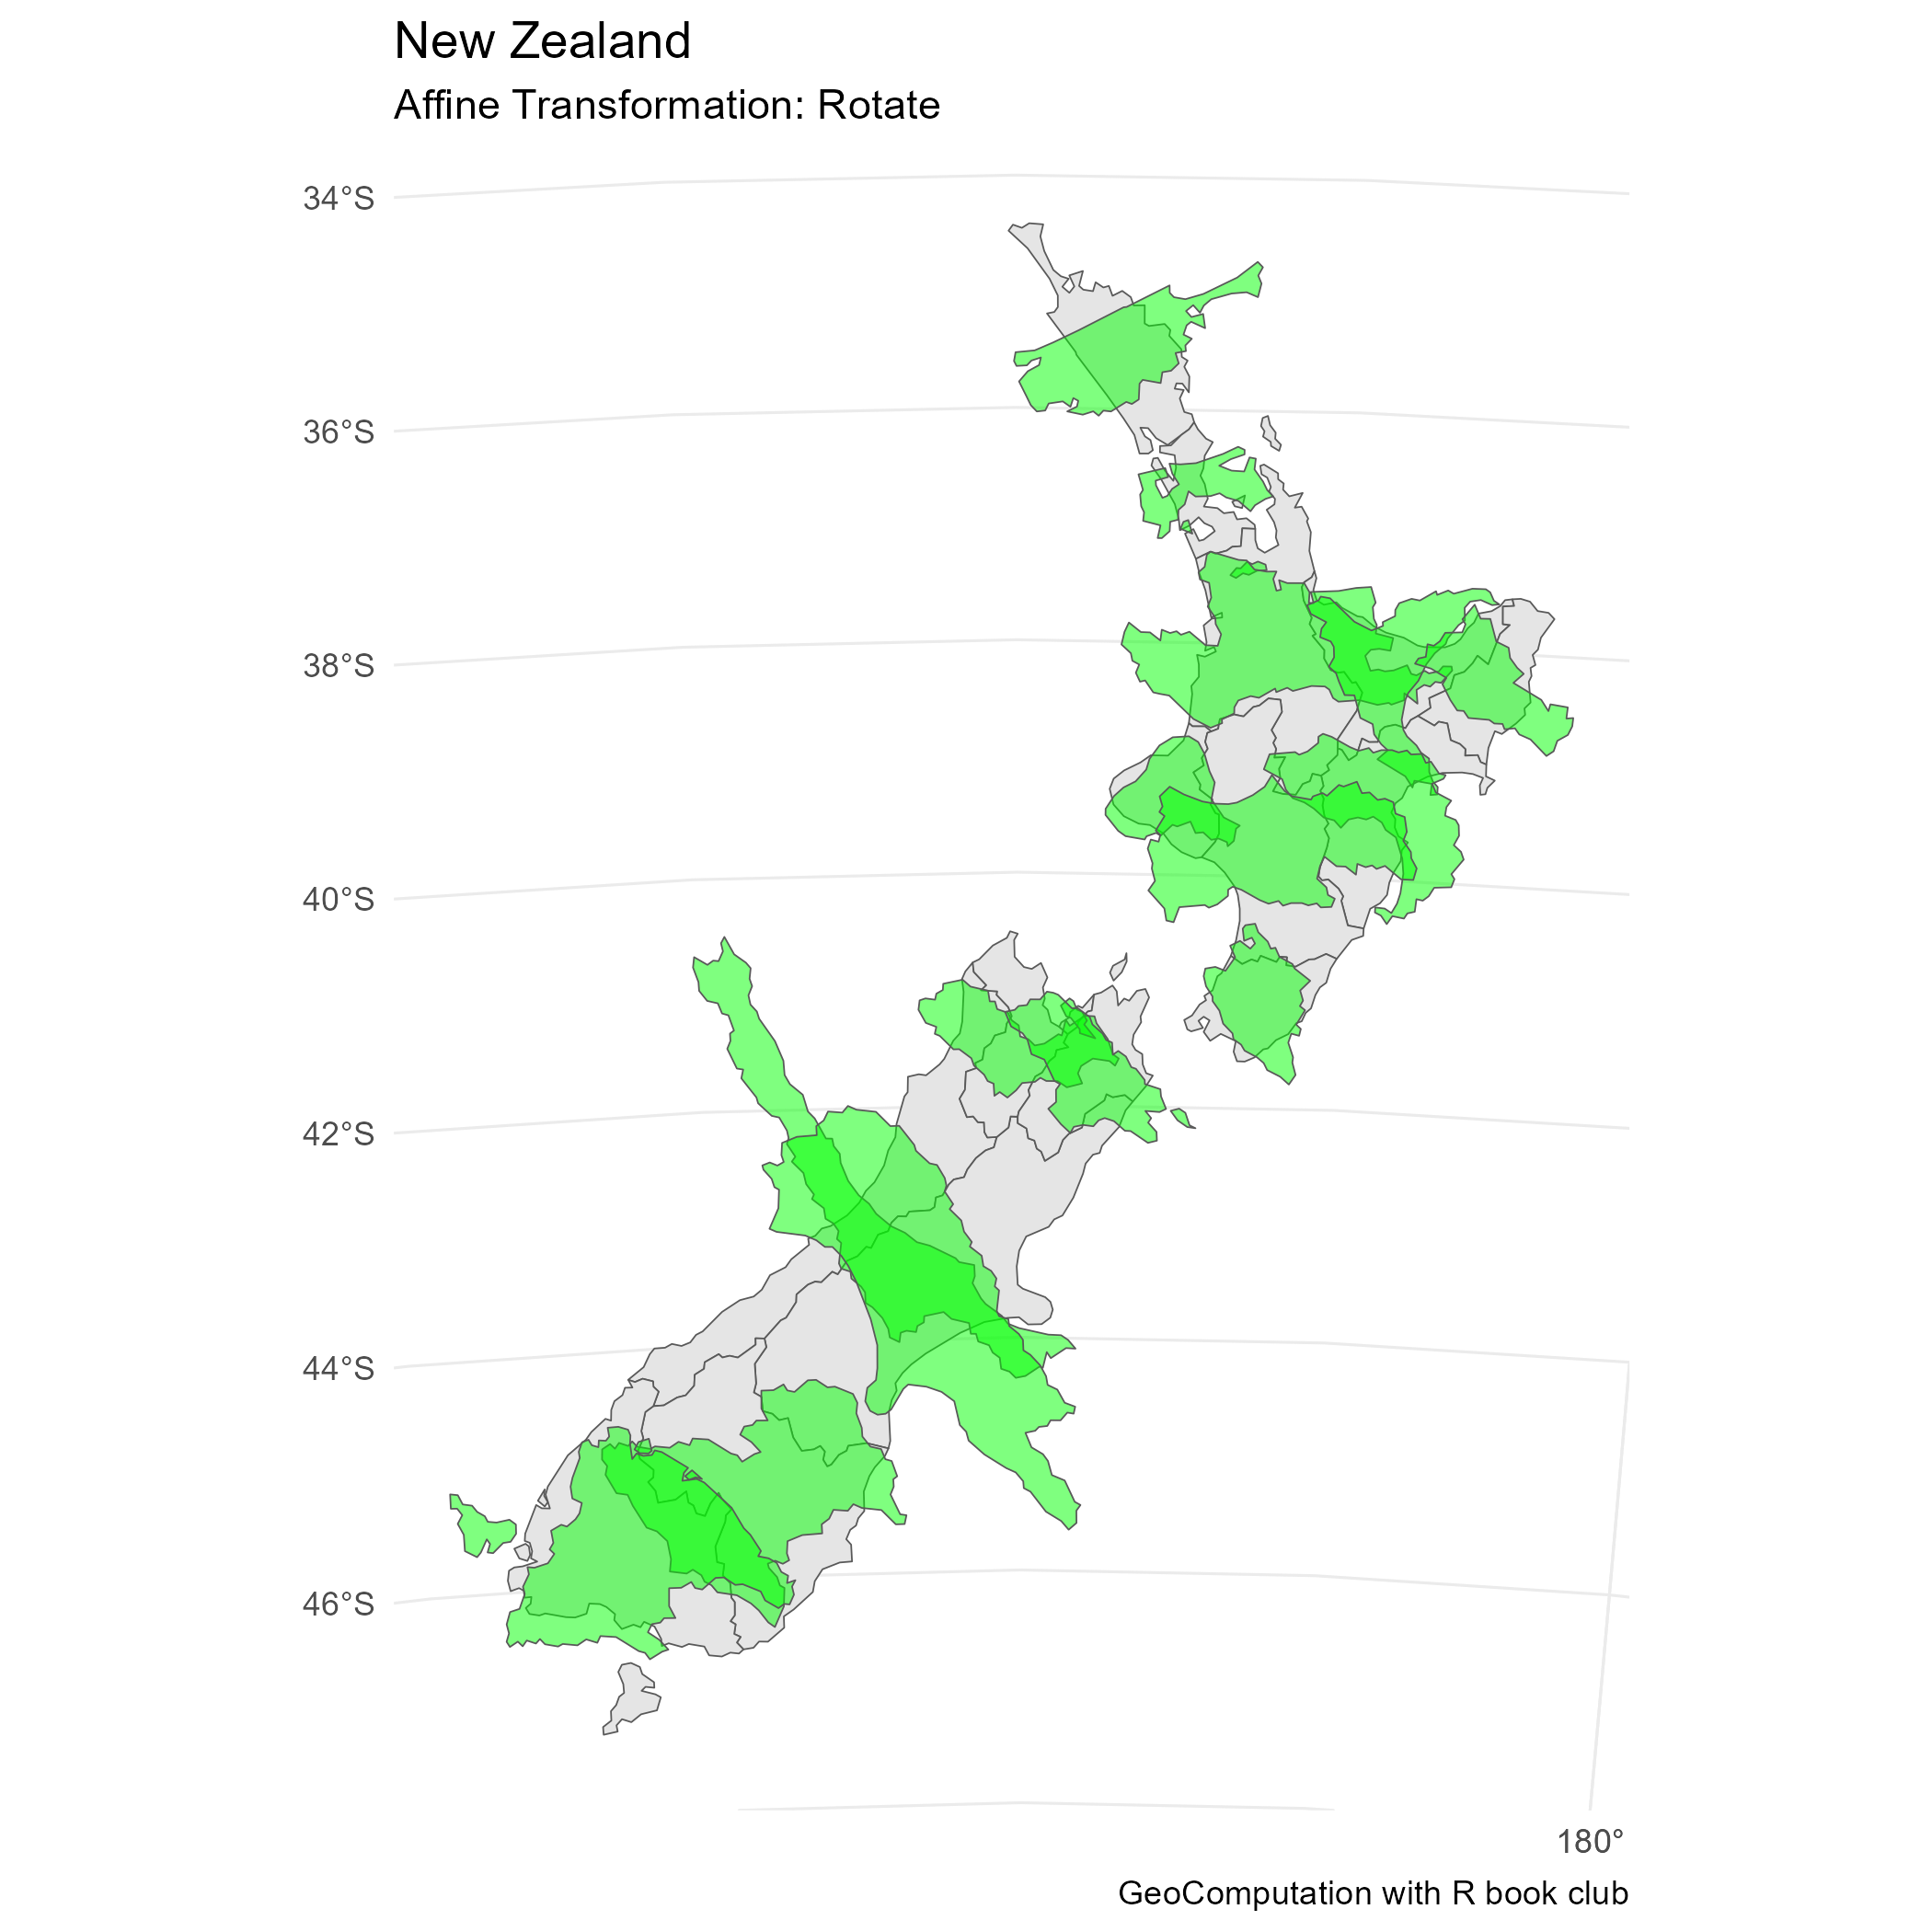 New Zealand
Affine Transformation: Rotate
34°S
36°S
38°S
40°S
42°S
44°S
46°S
180°
GeoComputation with R book club